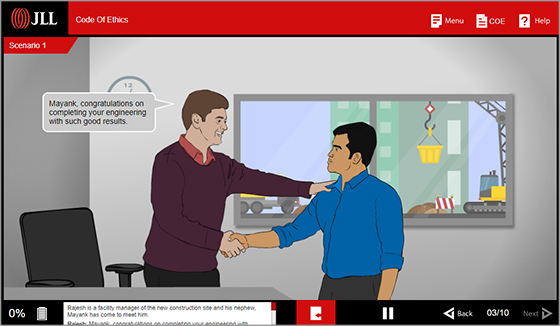 JLL
Code Of Ethics
Menu
COE
Help
Scenario 1
12
Mayank, congratulations on
completing your engineering
with such good results.
0%
Rajesh is a facility manager of the new construction site and his nephew,
Mayank has come to meet him.
Rajesh: Mayank, congratulations on completing your engineering with
Back
03/10
Next